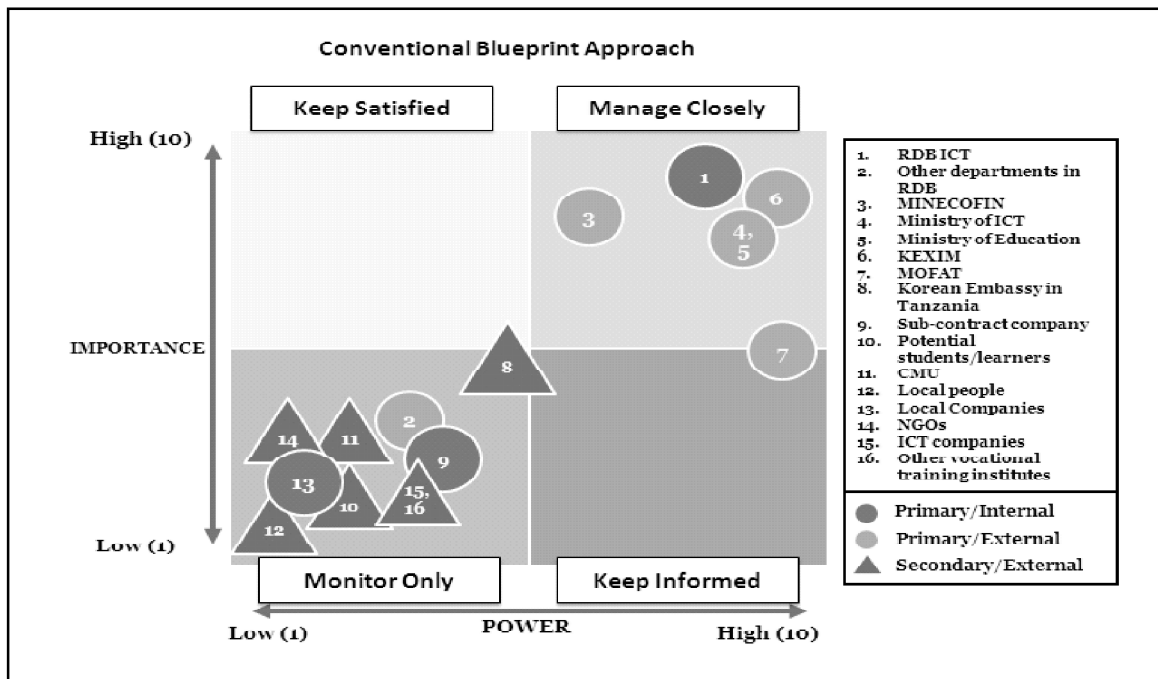 Conventional Blueprint Approach
Keep Satisfied
Manage Closely
High (10)
IMPORTANCE
Low (1)
1
6
3
4,
5
7
8
2
14
11
9
13
15,
16
10
12
Monitor Only
Keep Informed
Low (1)
POWER
High (10)
1. RDB ICT
2. Other departments in
RDB
3. MINECOFIN
4. Ministry of ICT
5. Ministry of Education
6. KEXIM
7. MOFAT
8. Korean Embassy in
Tanzania
9. Sub-contract company
10. Potential
students/learners
11. CMU
12. Local people
13. Local Companies
14. NGOs
15. ICT companies
16. Other vocational
training institutes
Primary/Internal
Primary/External
Secondary/External